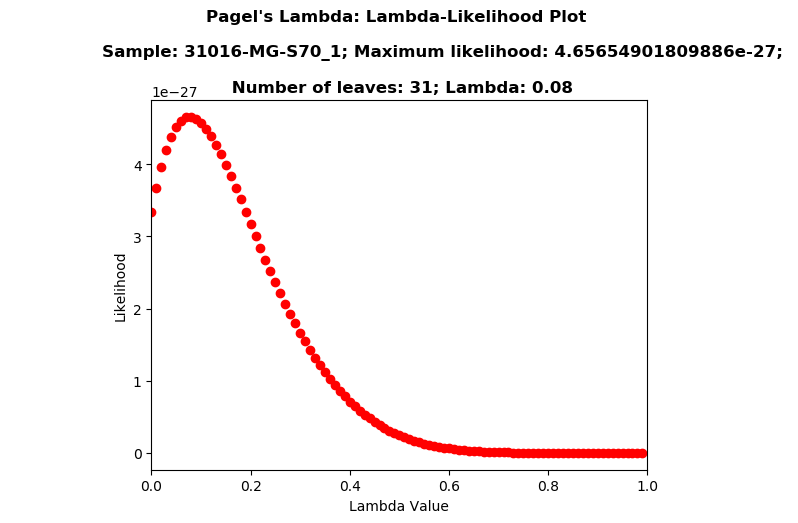 Pagel's Lambda: Lambda-Likelihood Plot
Sample: 31016-MG-S70_1; Maximum likelihood: 4.65654901809886e-27;
Number of leaves: 31; Lambda: 0.08
1e−27
4
3
2
1
0
Likelihood
0.0 0.2 0.4 0.6 0.8 1.0
Lambda Value